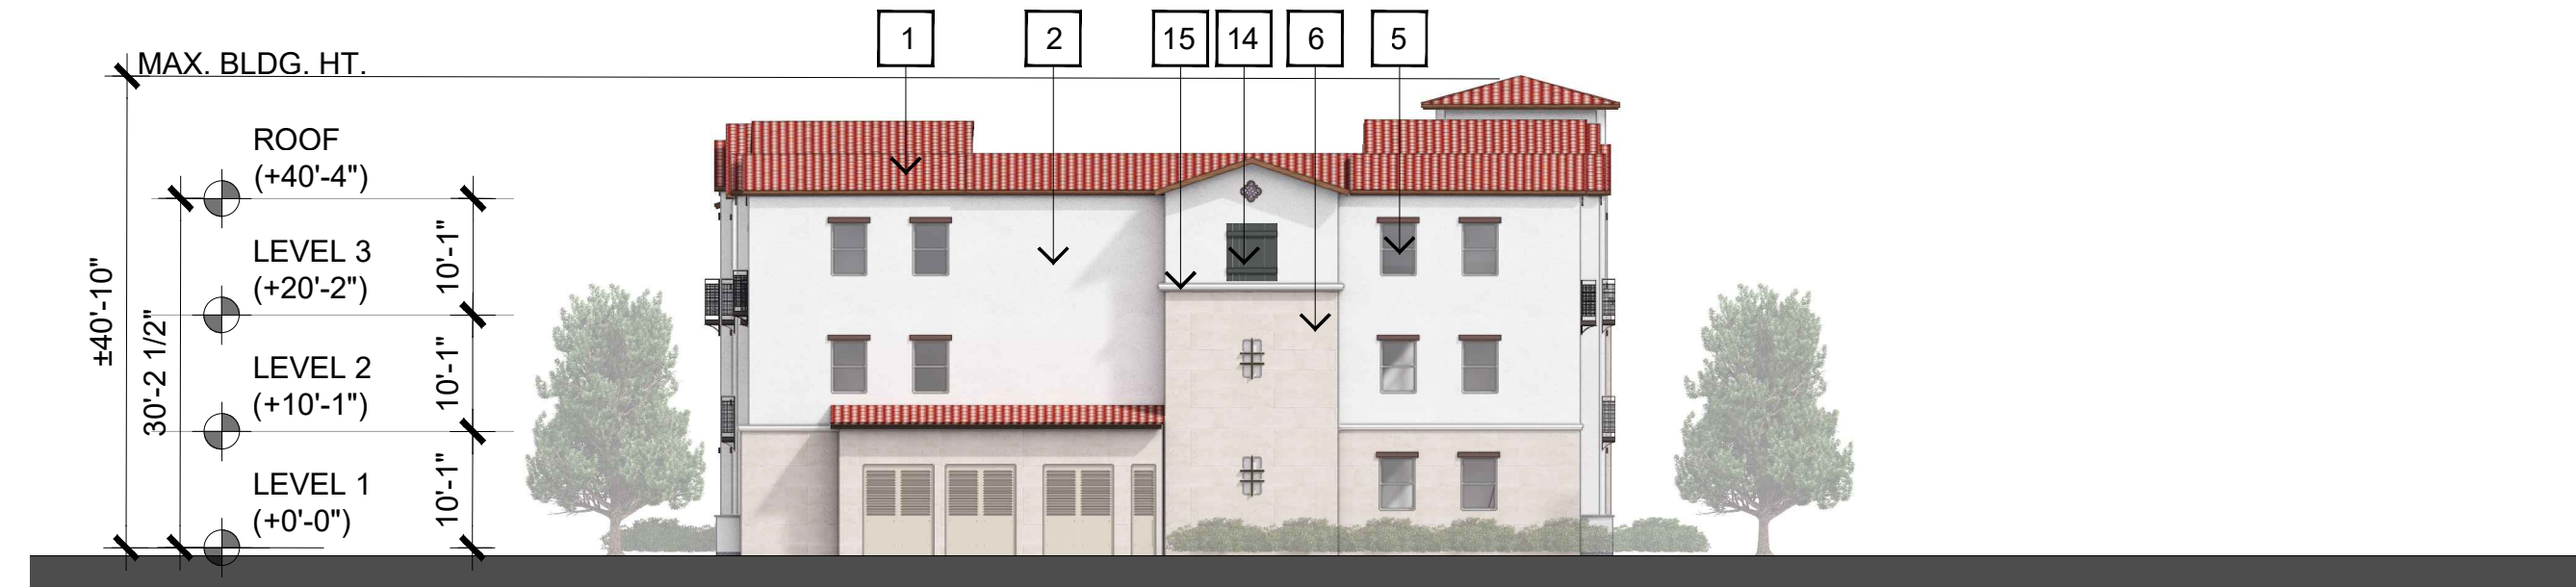 1 2 15 14 6 5
MAX. BLDG. HT.
ROOF
(+40'-4")
LEVEL 3
(+20'-2")
LEVEL 2
(+10'-1")
LEVEL 1
(+0'-0")
±40'-10"
30'-2 1/2"
10'-1"
10'-1"
10'-1"